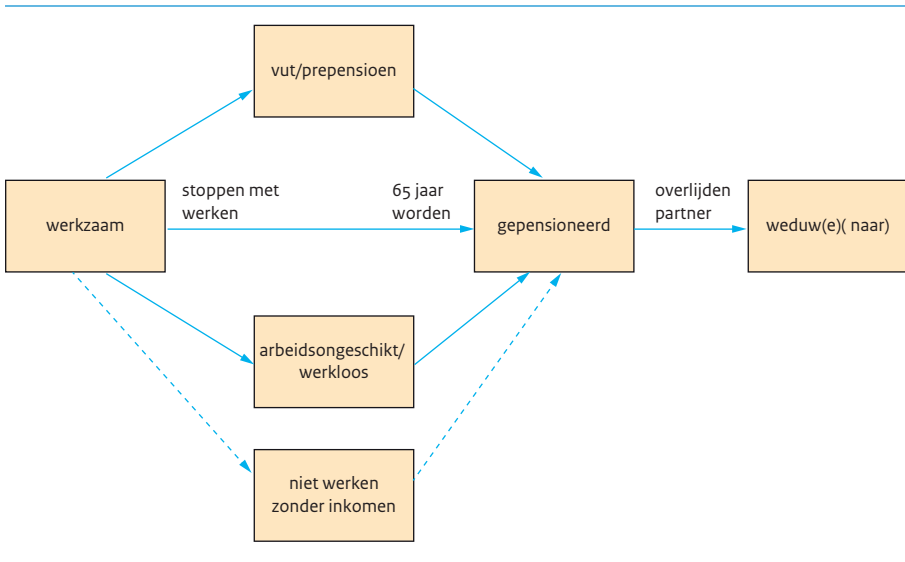 vut/prepensioen
werkzaam
stoppen met
werken
65 jaar
worden
gepensioneerd
overlijden
partner
weduw(e)( naar)
arbeidsongeschikt/
werkloos
niet werken
zonder inkomen